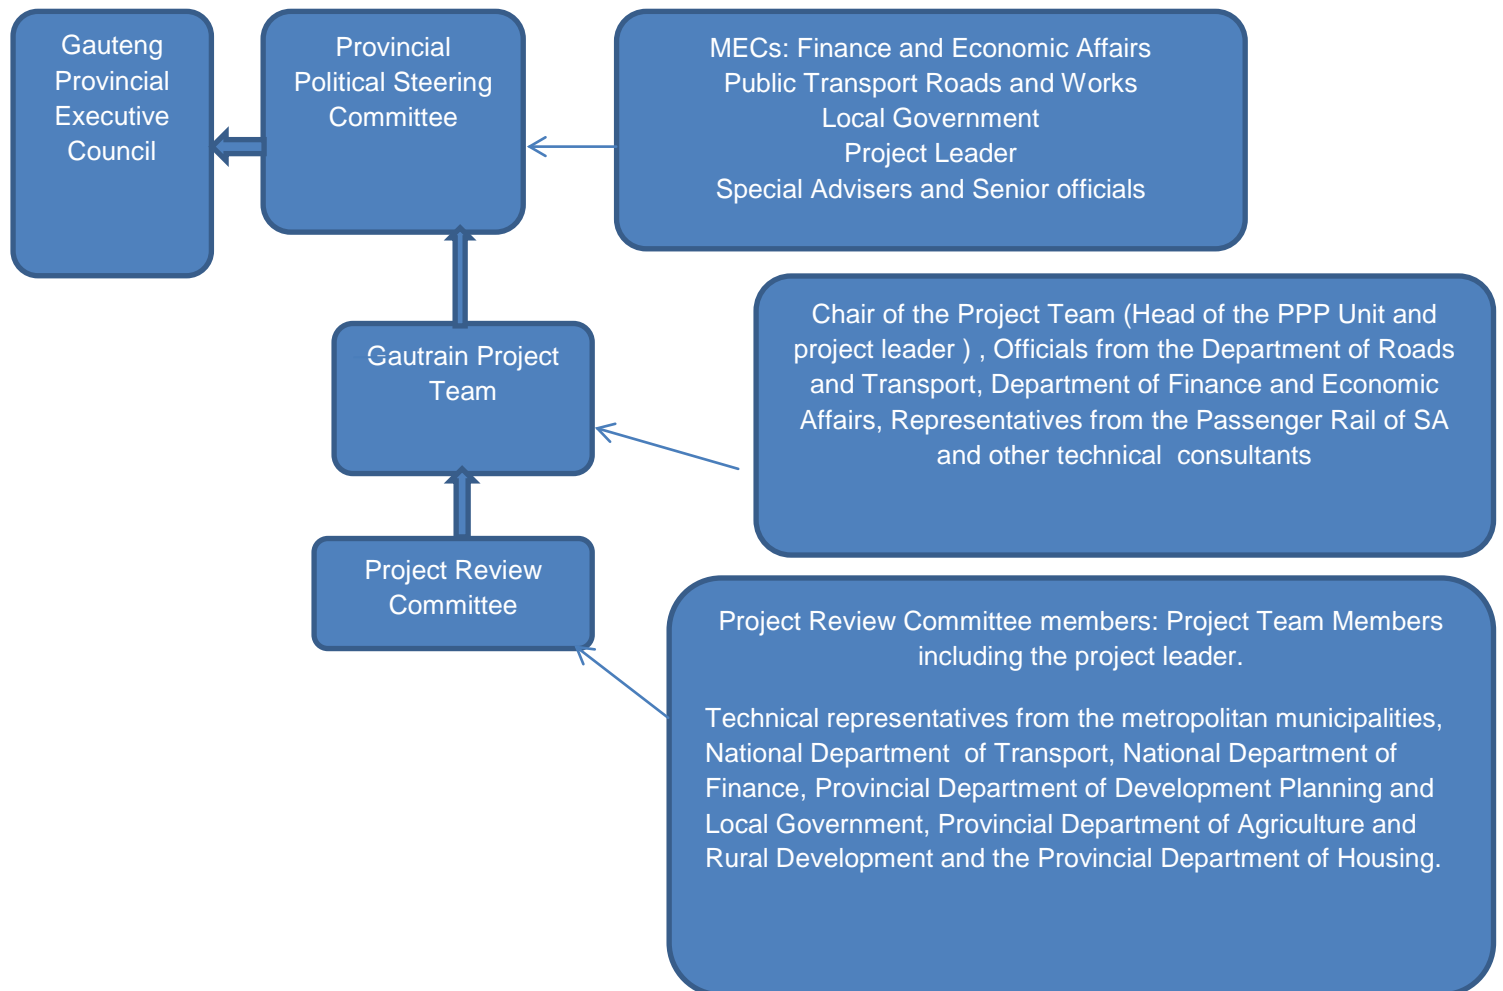 Gauteng
Provincial
Executive
Council
Provincial
Political Steering
Committee
MECs: Finance and Economic Affairs
Public Transport Roads and Works
Local Government
Project Leader
Special Advisers and Senior officials
Gautrain Project
Team
Chair of the Project Team (Head of the PPP Unit and
project leader ) , Officials from the Department of Roads
and Transport, Department of Finance and Economic
Affairs, Representatives from the Passenger Rail of SA
and other technical  consultants
Project Review
Committee
Project Review Committee members: Project Team Members
including the project leader.
Technical representatives from the metropolitan municipalities,
National Department  of Transport, National Department of
Finance, Provincial Department of Development Planning and
Local Government, Provincial Department of Agriculture and
Rural Development and the Provincial Department of Housing.